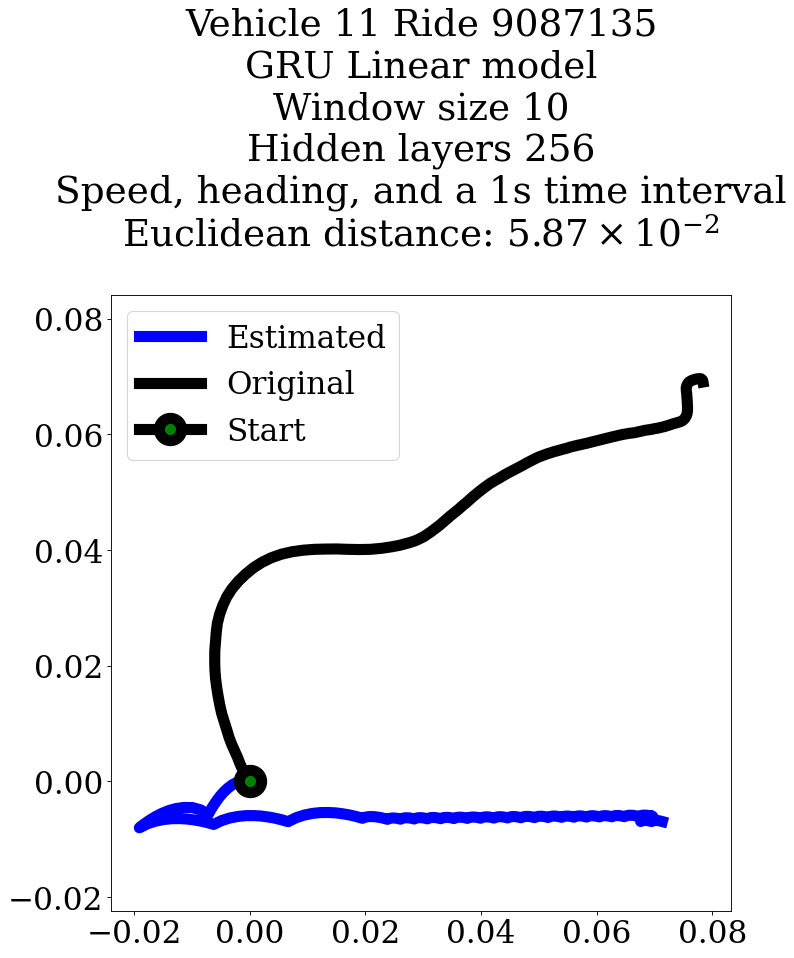 Vehicle 11 Ride 9087135
GRU Linear model
Window size 10
Hidden layers 256
Speed, heading, and a 1s time interval
Euclidean distance: 5.87 × 10⁻²
Estimated
Original
Start
0.08
0.06
0.04
0.02
0.00
−0.02
−0.02 0.00 0.02 0.04 0.06 0.08